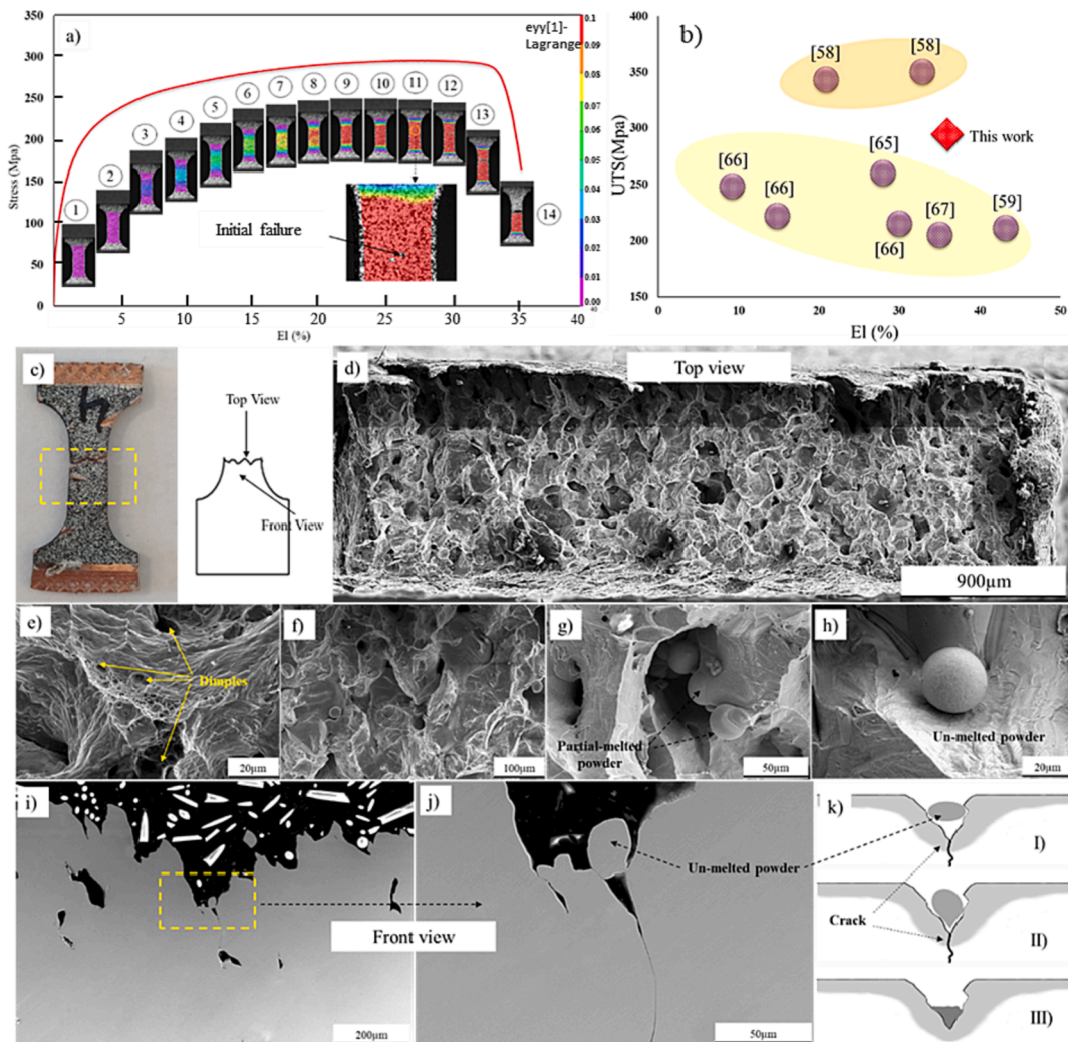 a)
350
300
250
200
150
100
50
0
Stress (Mpa)
5
10
15
20
25
30
35
40
El (%)
1
2
3
4
5
6
7
8
9
10
11
12
13
14
Initial failure
eyy[1]-
Lagrange
0.1
0.09
0.08
0.07
0.06
0.05
0.04
0.03
0.02
0.01
0.00
b)
400
350
300
250
200
150
UTS(Mpa)
0
10
20
30
40
50
El (%)
[58]
[58]
This work
[65]
[66]
[66]
[66]
[67]
[59]
c)
Top View
Front View
d)
Top view
900µm
e)
Dimples
20µm
f)
100µm
g)
Partial-melted
powder
50µm
h)
Un-melted powder
20µm
i)
200µm
Front view
j)
Un-melted powder
50µm
k)
I)
Crack
II)
III)